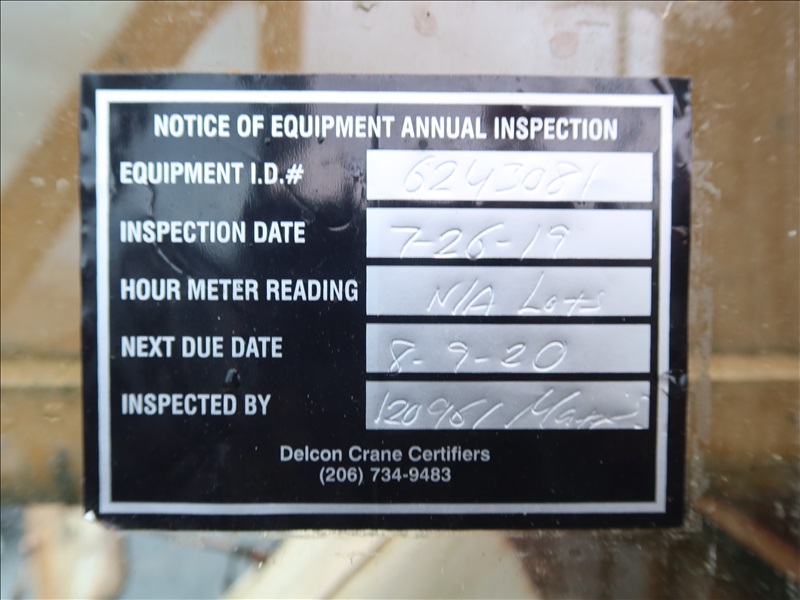 NOTICE OF EQUIPMENT ANNUAL INSPECTION
EQUIPMENT I.D.# 6243081
INSPECTION DATE 7-26-19
HOUR METER READING N/A Lots
NEXT DUE DATE 8-9-20
INSPECTED BY 120961
Delcon Crane Certifiers
(206) 734-9483